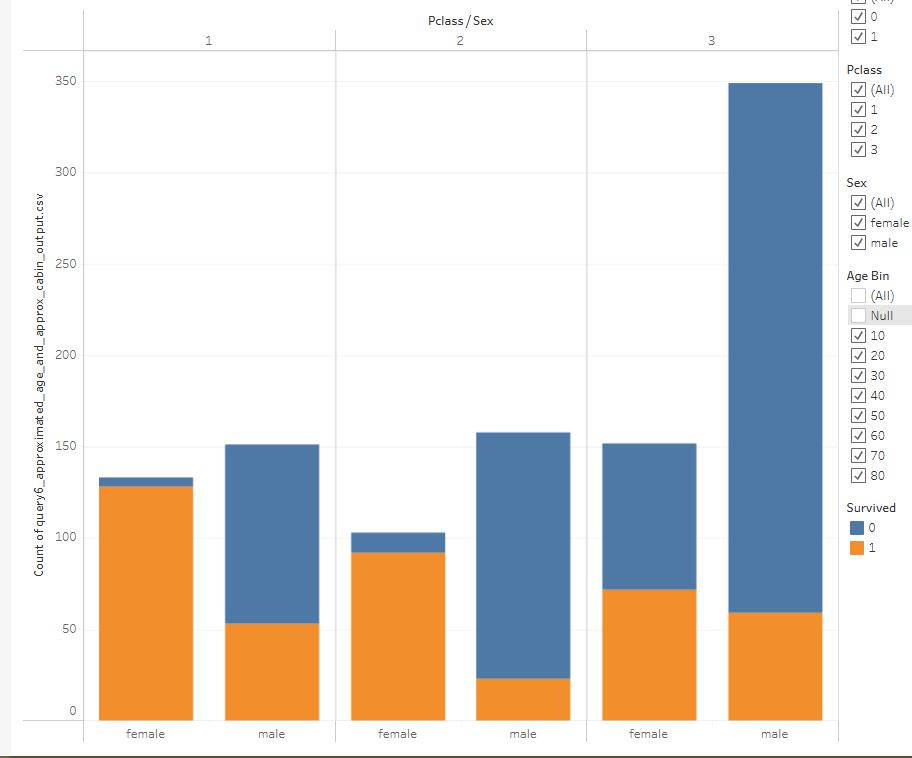 Pclass / Sex
1 2 3
350
300
250
200
150
100
50
0
Count of query6_approximated_age_and_approx_cabin_output.csv
female male female male female male
(All)
0
1
Pclass
(All)
1
2
3
Sex
(All)
female
male
Age Bin
(All)
Null
10
20
30
40
50
60
70
80
Survived
0
1